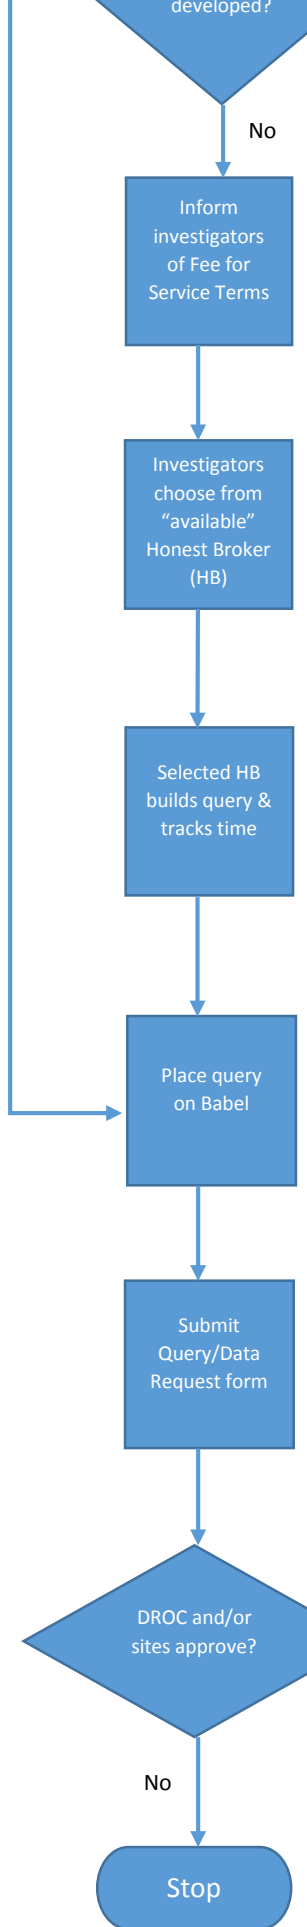 developed?
No
Inform
investigators
of Fee for
Service Terms
Investigators
choose from
“available”
Honest Broker
(HB)
Selected HB
builds query &
tracks time
Place query
on Babel
Submit
Query/Data
Request form
DROC and/or
sites approve?
No
Stop